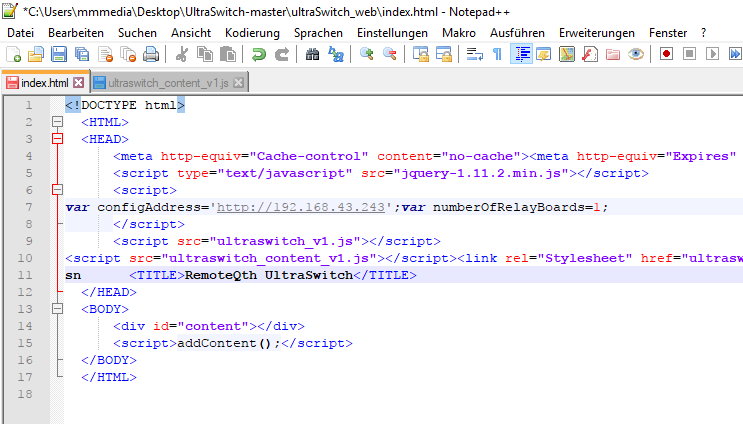 *C:\Users\mmmedia\Desktop\UltraSwitch-master\ultraSwitch_web\index.html - Notepad++
Datei Bearbeiten Suchen Ansicht Kodierung Sprachen Einstellungen Makro Ausführen Erweiterungen Fenster ?
index.html ultraswitch_content_v1.js
1 <!DOCTYPE html>
2 <HTML>
3 <HEAD>
4 <meta http-equiv="Cache-control" content="no-cache"><meta http-equiv="Expires"
5 <script type="text/javascript" src="jquery-1.11.2.min.js"></script>
6 <script>
7 var configAddress='http://192.168.43.243';var numberOfRelayBoards=1;
8 </script>
9 <script src="ultraswitch_v1.js"></script>
10 <script src="ultraswitch_content_v1.js"></script><link rel="Stylesheet" href="ultrasw
11 sn <TITLE>RemoteQth UltraSwitch</TITLE>
12 </HEAD>
13 <BODY>
14 <div id="content"></div>
15 <script>addContent();</script>
16 </BODY>
17 </HTML>
18